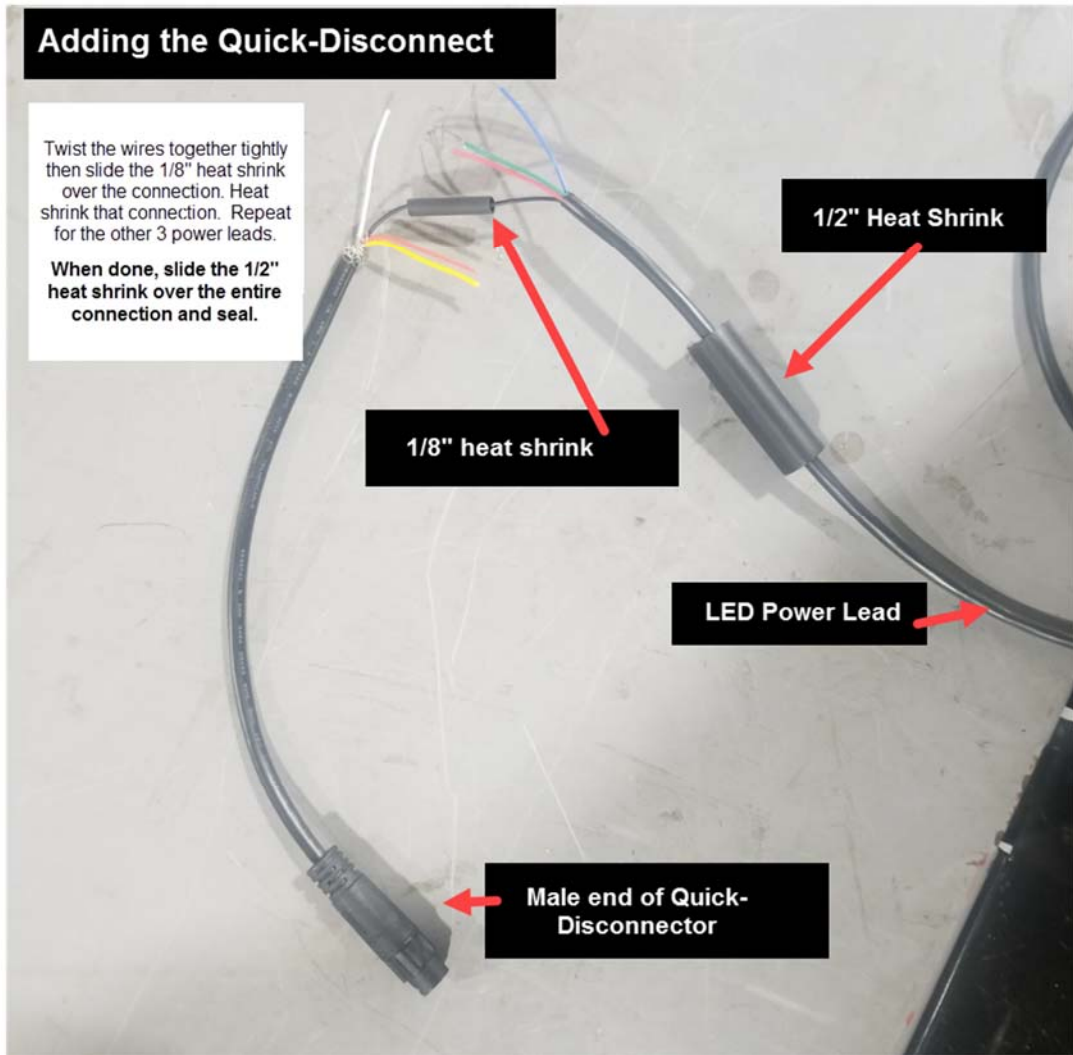 Adding the Quick-Disconnect
Twist the wires together tightly
then slide the 1/8" heat shrink
over the connection. Heat
shrink that connection.  Repeat
for the other 3 power leads.
When done, slide the 1/2"
heat shrink over the entire
connection and seal.
1/2" Heat Shrink
1/8" heat shrink
LED Power Lead
Male end of Quick-
Disconnector